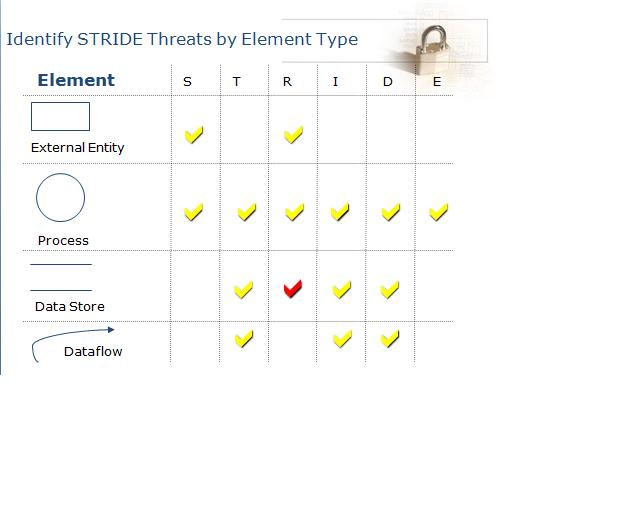 Identify STRIDE Threats by Element Type
Element S T R I D E
External Entity
Process
Data Store
Dataflow